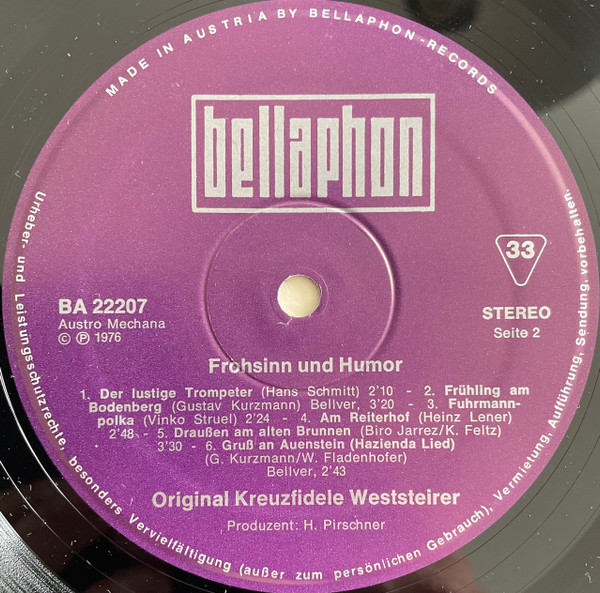 MADE IN AUSTRIA BY BELLAPHON-RECORDS
bellaphon
33
BA 22207
Austro Mechana
© ℗ 1976
STEREO
Seite 2
Frohsinn und Humor
1. Der lustige Trompeter (Hans Schmitt) 2'10 - 2. Frühling am
Bodenberg (Gustav Kurzmann) Bellver, 3'20 - 3. Fuhrmann-
polka (Vinko Struel) 2'24 - 4. Am Reiterhof (Heinz Lener)
2'48 - 5. Draußen am alten Brunnen (Biro Jarrez/K. Feltz)
3'30 - 6. Gruß an Auenstein (Hazienda Lied)
(G. Kurzmann/W. Fladenhofer)
Bellver, 2'43
Original Kreuzfidele Weststeirer
Produzent: H. Pirschner
Urheber- und Leistungsschutzrechte, besonders Vervielfältigung (außer zum persönlichen Gebrauch), Vermietung, Aufführung, Sendung, vorbehalten.